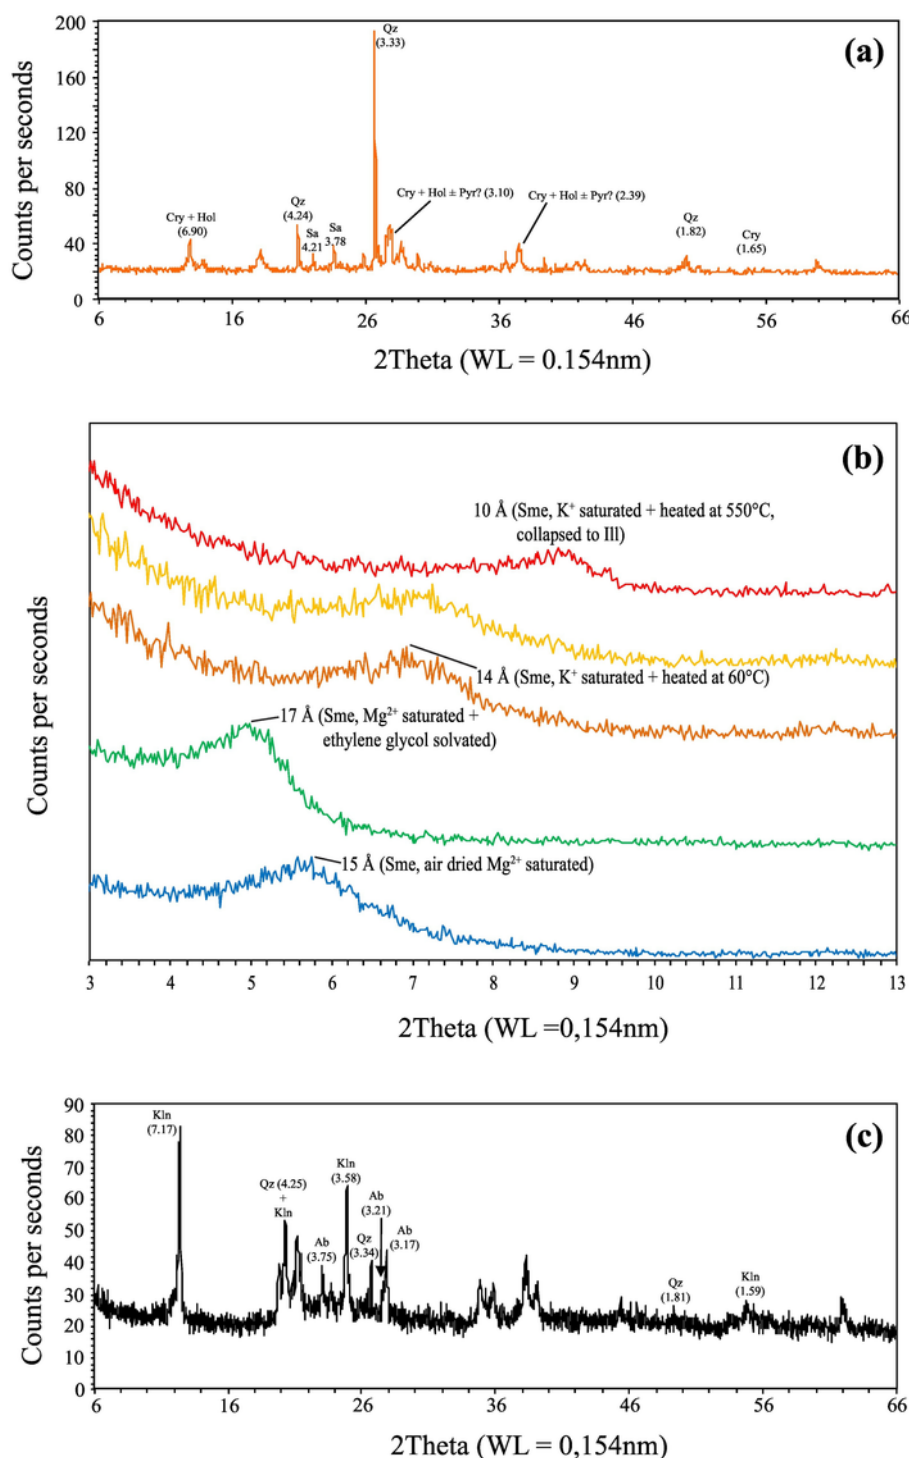 (a)
Counts per seconds
200
160
120
80
40
0
Qz
(3.33)
Cry + Hol
(6.90)
Qz
(4.24)
Sa
4.21
Sa
3.78
Cry + Hol ± Pyr? (3.10)
Cry + Hol ± Pyr? (2.39)
Qz
(1.82)
Cry
(1.65)
6
16
26
36
46
56
66
2Theta (WL = 0.154nm)
(b)
Counts per seconds
10 Å (Sme, K⁺ saturated + heated at 550°C,
collapsed to Ill)
14 Å (Sme, K⁺ saturated + heated at 60°C)
17 Å (Sme, Mg²⁺ saturated +
ethylene glycol solvated)
15 Å (Sme, air dried Mg²⁺ saturated)
3
4
5
6
7
8
9
10
11
12
13
2Theta (WL =0,154nm)
(c)
Counts per seconds
90
80
70
60
50
40
30
20
10
0
Kln
(7.17)
Qz (4.25)
+
Kln
Ab
(3.75)
Kln
(3.58)
Qz
(3.34)
Ab
(3.21)
Ab
(3.17)
Qz
(1.81)
Kln
(1.59)
6
16
26
36
46
56
66
2Theta (WL = 0,154nm)